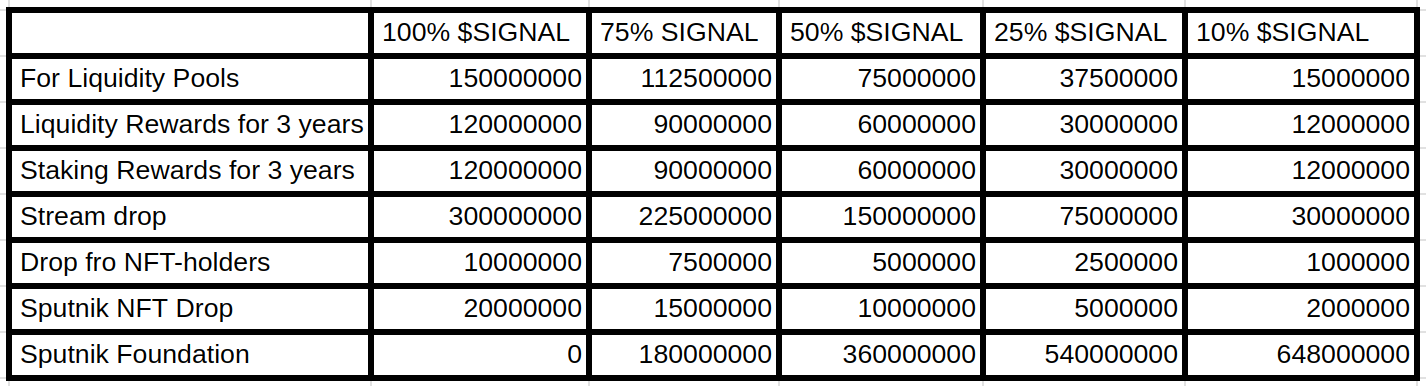 100% $SIGNAL 75% SIGNAL 50% $SIGNAL 25% $SIGNAL 10% $SIGNAL
For Liquidity Pools 150000000 112500000 75000000 37500000 15000000
Liquidity Rewards for 3 years 120000000 90000000 60000000 30000000 12000000
Staking Rewards for 3 years 120000000 90000000 60000000 30000000 12000000
Stream drop 300000000 225000000 150000000 75000000 30000000
Drop fro NFT-holders 10000000 7500000 5000000 2500000 1000000
Sputnik NFT Drop 20000000 15000000 10000000 5000000 2000000
Sputnik Foundation 0 180000000 360000000 540000000 648000000